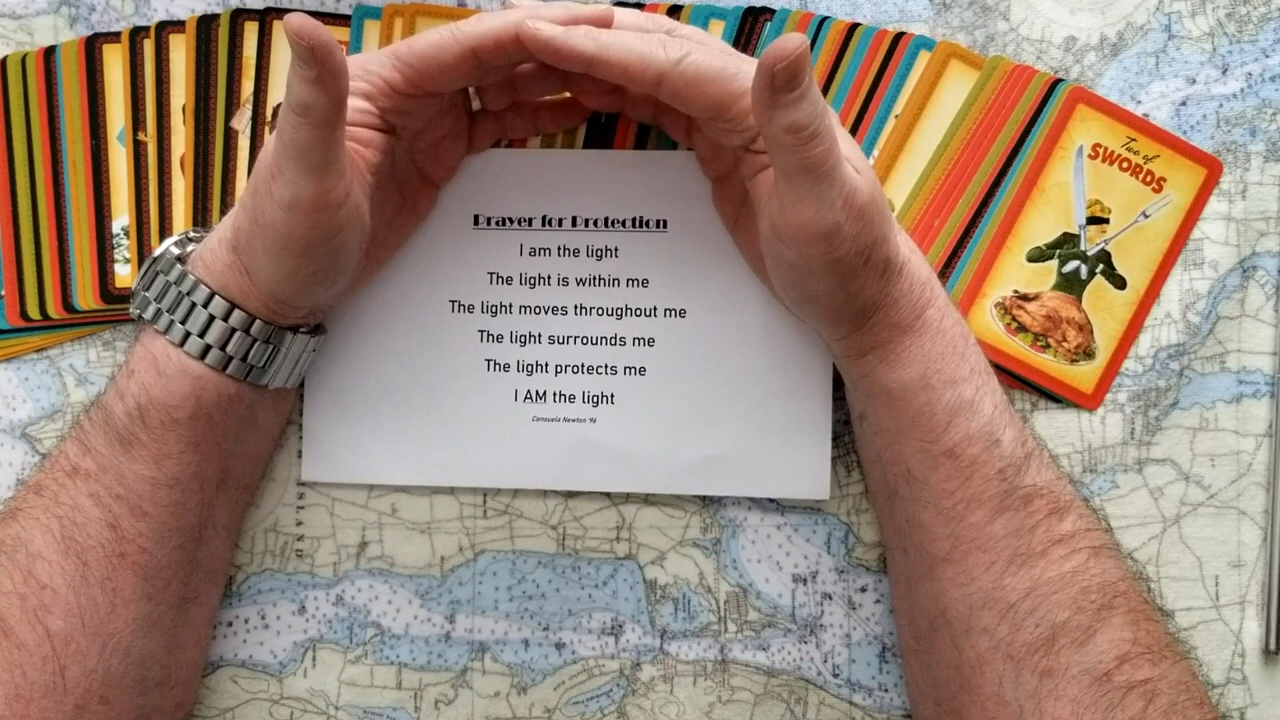 Two of
SWORDS
Prayer for Protection
I am the light
The light is within me
The light moves throughout me
The light surrounds me
The light protects me
I AM the light
Consuela Newton '96